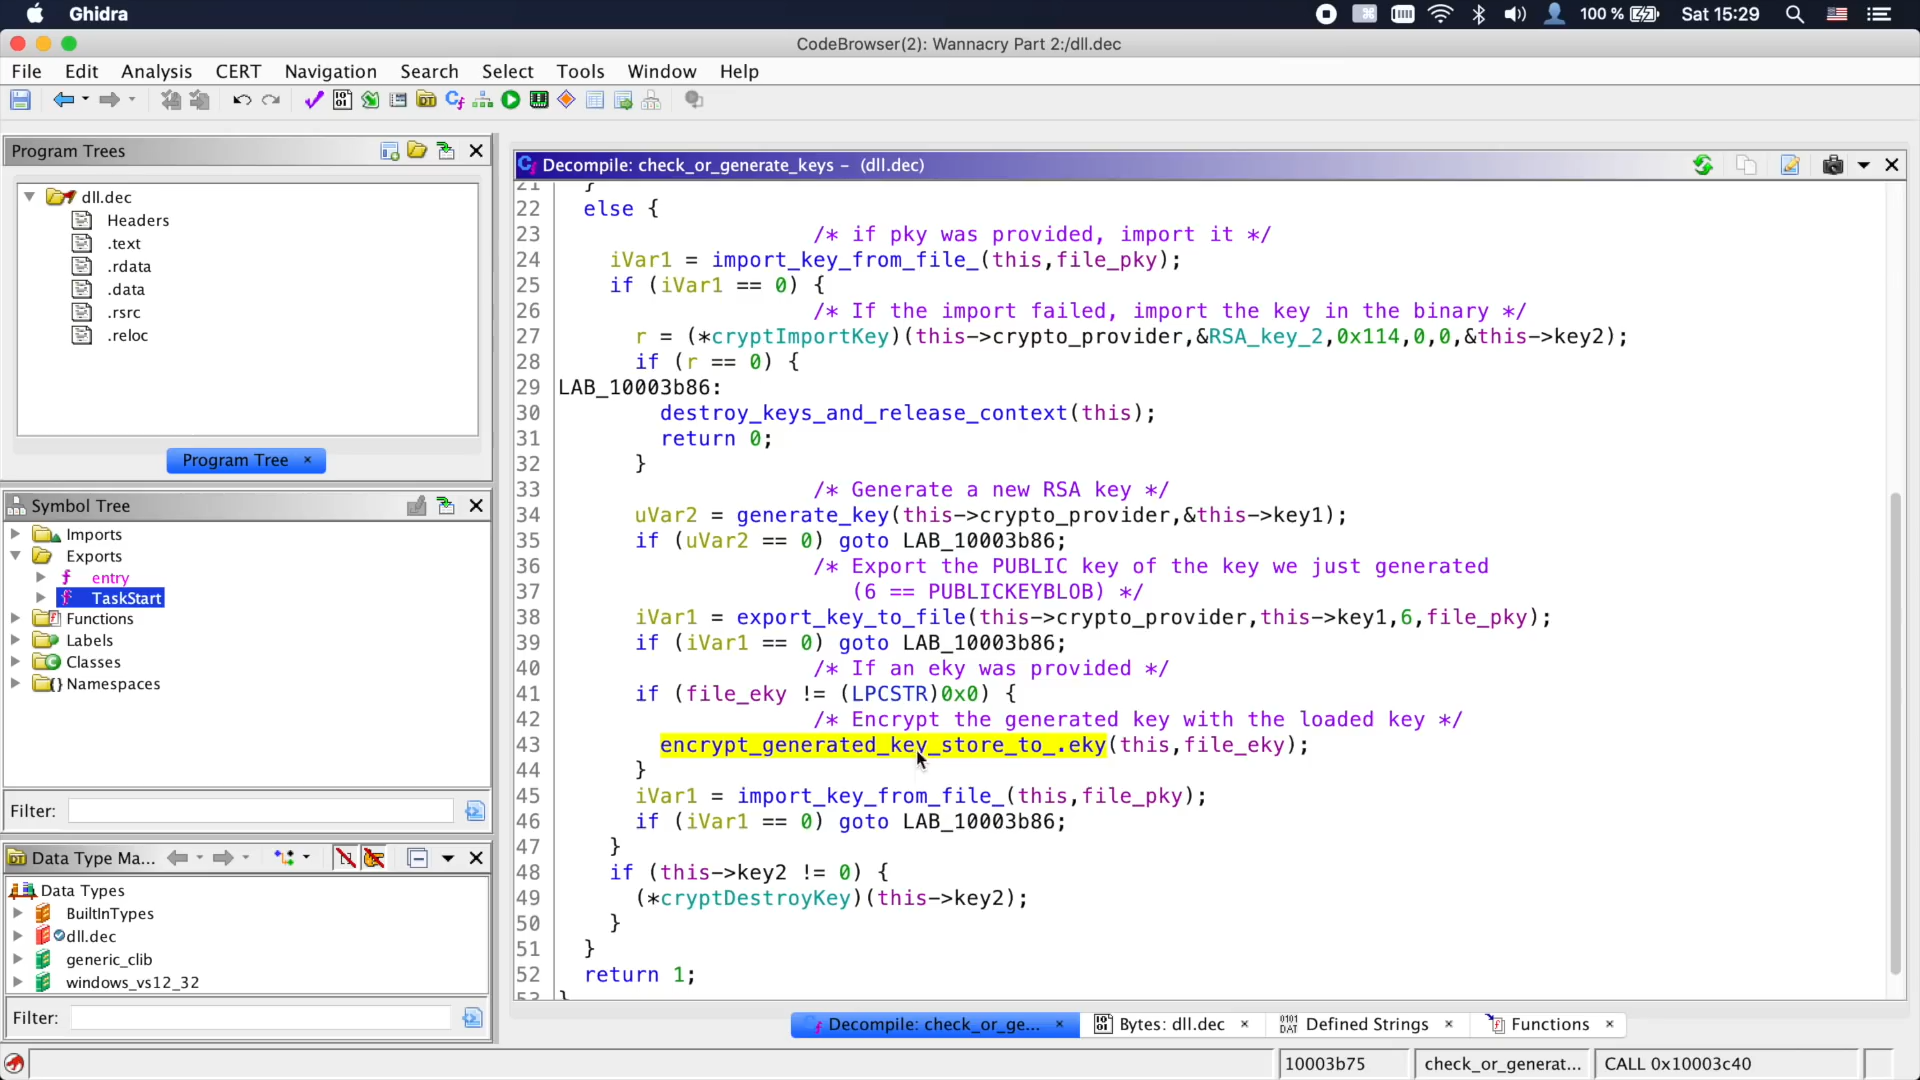 Ghidra
100 %
Sat 15:29
CodeBrowser(2): Wannacry Part 2:/dll.dec
File Edit Analysis CERT Navigation Search Select Tools Window Help
Program Trees
dll.dec
Headers
.text
.rdata
.data
.rsrc
.reloc
Program Tree ×
Symbol Tree
Imports
Exports
entry
TaskStart
Functions
Labels
Classes
Namespaces
Filter:
Data Type Ma...
Data Types
BuiltInTypes
dll.dec
generic_clib
windows_vs12_32
Filter:
Decompile: check_or_generate_keys – (dll.dec)
21 }
22 else {
23 /* if pky was provided, import it */
24 iVar1 = import_key_from_file_(this,file_pky);
25 if (iVar1 == 0) {
26 /* If the import failed, import the key in the binary */
27 r = (*cryptImportKey)(this->crypto_provider,&RSA_key_2,0x114,0,0,&this->key2);
28 if (r == 0) {
29 LAB_10003b86:
30 destroy_keys_and_release_context(this);
31 return 0;
32 }
33 /* Generate a new RSA key */
34 uVar2 = generate_key(this->crypto_provider,&this->key1);
35 if (uVar2 == 0) goto LAB_10003b86;
36 /* Export the PUBLIC key of the key we just generated
37 (6 == PUBLICKEYBLOB) */
38 iVar1 = export_key_to_file(this->crypto_provider,this->key1,6,file_pky);
39 if (iVar1 == 0) goto LAB_10003b86;
40 /* If an eky was provided */
41 if (file_eky != (LPCSTR)0x0) {
42 /* Encrypt the generated key with the loaded key */
43 encrypt_generated_key_store_to_.eky(this,file_eky);
44 }
45 iVar1 = import_key_from_file_(this,file_pky);
46 if (iVar1 == 0) goto LAB_10003b86;
47 }
48 if (this->key2 != 0) {
49 (*cryptDestroyKey)(this->key2);
50 }
51 }
52 return 1;
53 }
Decompile: check_or_ge... × Bytes: dll.dec × Defined Strings × Functions ×
10003b75 check_or_generat... CALL 0x10003c40